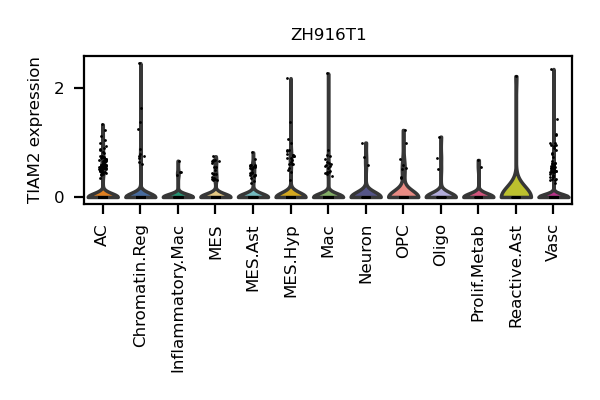 ZH916T1
TIAM2 expression
2
0
AC
Chromatin.Reg
Inflammatory.Mac
MES
MES.Ast
MES.Hyp
Mac
Neuron
OPC
Oligo
Prolif.Metab
Reactive.Ast
Vasc